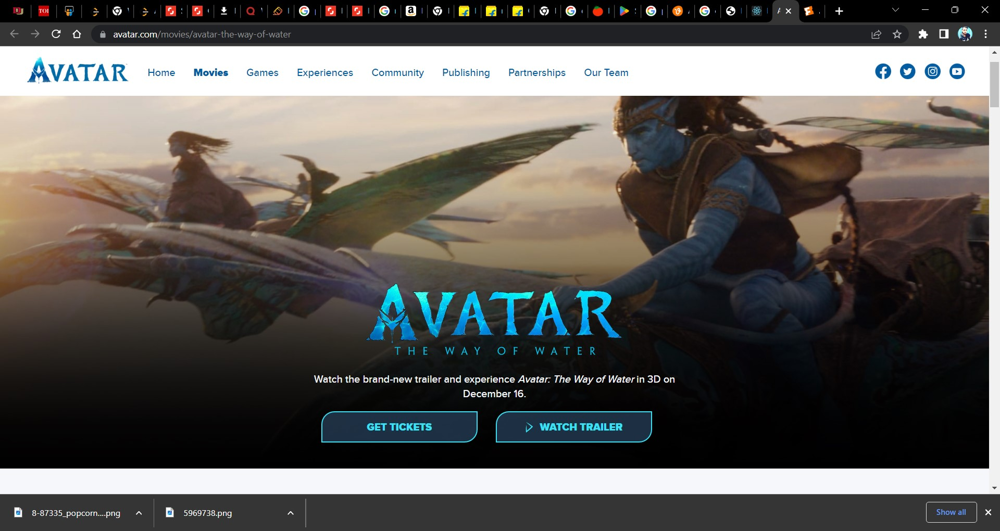 TOI
avatar.com/movies/avatar-the-way-of-water
AVATAR
Home
Movies
Games
Experiences
Community
Publishing
Partnerships
Our Team
AVATAR
THE WAY OF WATER
Watch the brand-new trailer and experience Avatar: The Way of Water in 3D on
December 16.
GET TICKETS
WATCH TRAILER
8-87335_popcorn....png
5969738.png
Show all